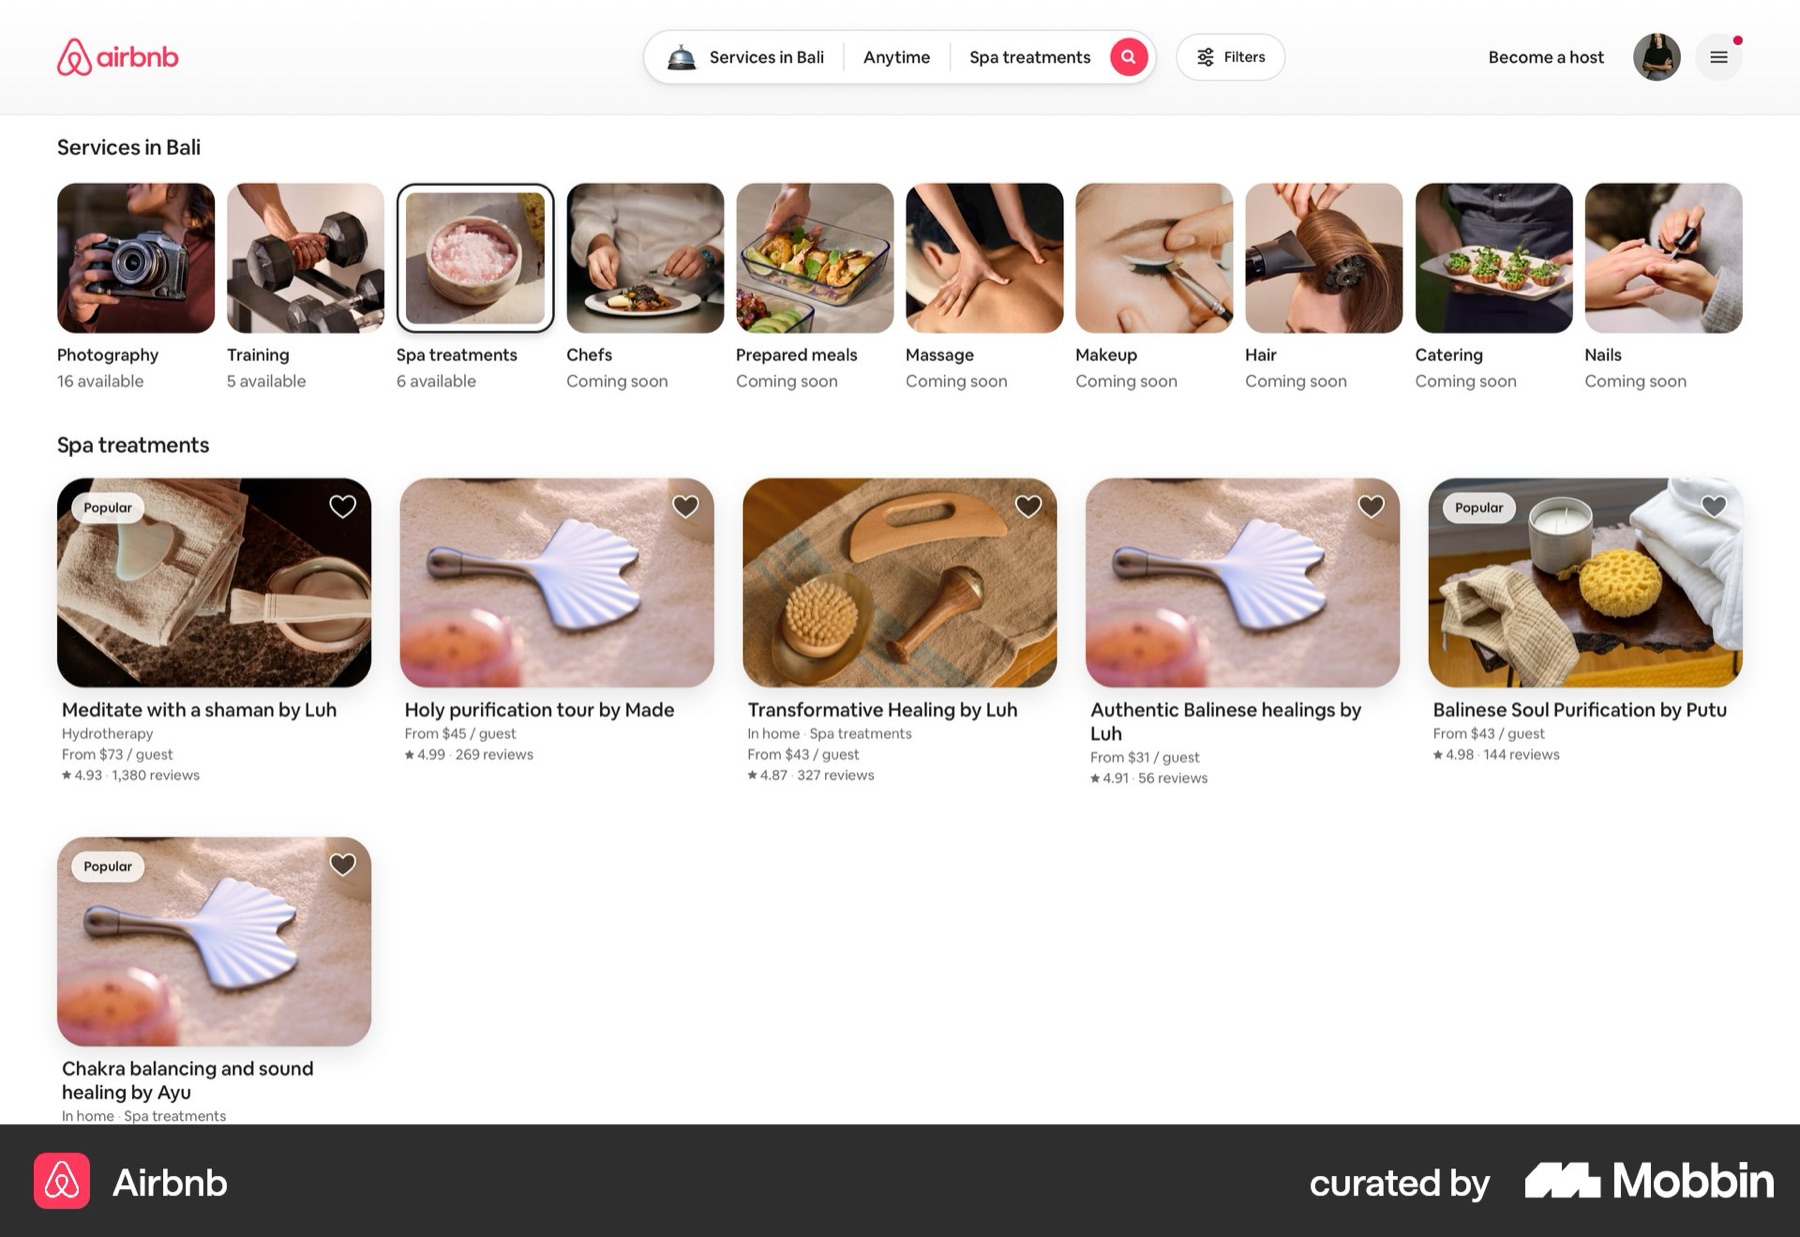 airbnb
Services in Bali
Anytime
Spa treatments
Filters
Become a host
Services in Bali
Photography
16 available
Training
5 available
Spa treatments
6 available
Chefs
Coming soon
Prepared meals
Coming soon
Massage
Coming soon
Makeup
Coming soon
Hair
Coming soon
Catering
Coming soon
Nails
Coming soon
Spa treatments
Popular
Meditate with a shaman by Luh
Hydrotherapy
From $73 / guest
★ 4.93 · 1,380 reviews
Holy purification tour by Made
From $45 / guest
★ 4.99 · 269 reviews
Transformative Healing by Luh
In home · Spa treatments
From $43 / guest
★ 4.87 · 327 reviews
Authentic Balinese healings by
Luh
From $31 / guest
★ 4.91 · 56 reviews
Popular
Balinese Soul Purification by Putu
From $43 / guest
★ 4.98 · 144 reviews
Popular
Chakra balancing and sound
healing by Ayu
In home · Spa treatments
Airbnb
curated by
Mobbin